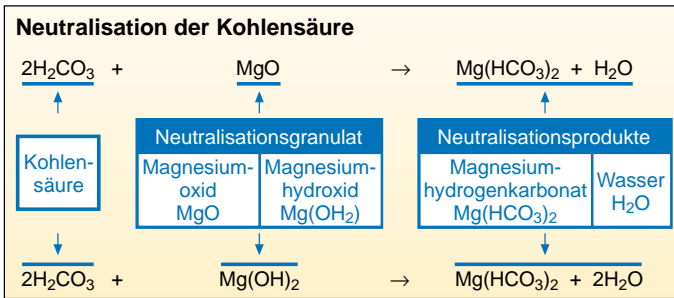 Neutralisation der Kohlensäure
2H₂CO₃ + MgO → Mg(HCO₃)₂ + H₂O
Kohlen-
säure
Neutralisationsgranulat
Magnesium-
oxid
MgO
Magnesium-
hydroxid
Mg(OH₂)
Neutralisationsprodukte
Magnesium-
hydrogenkarbonat
Mg(HCO₃)₂
Wasser
H₂O
2H₂CO₃ + Mg(OH)₂ → Mg(HCO₃)₂ + 2H₂O